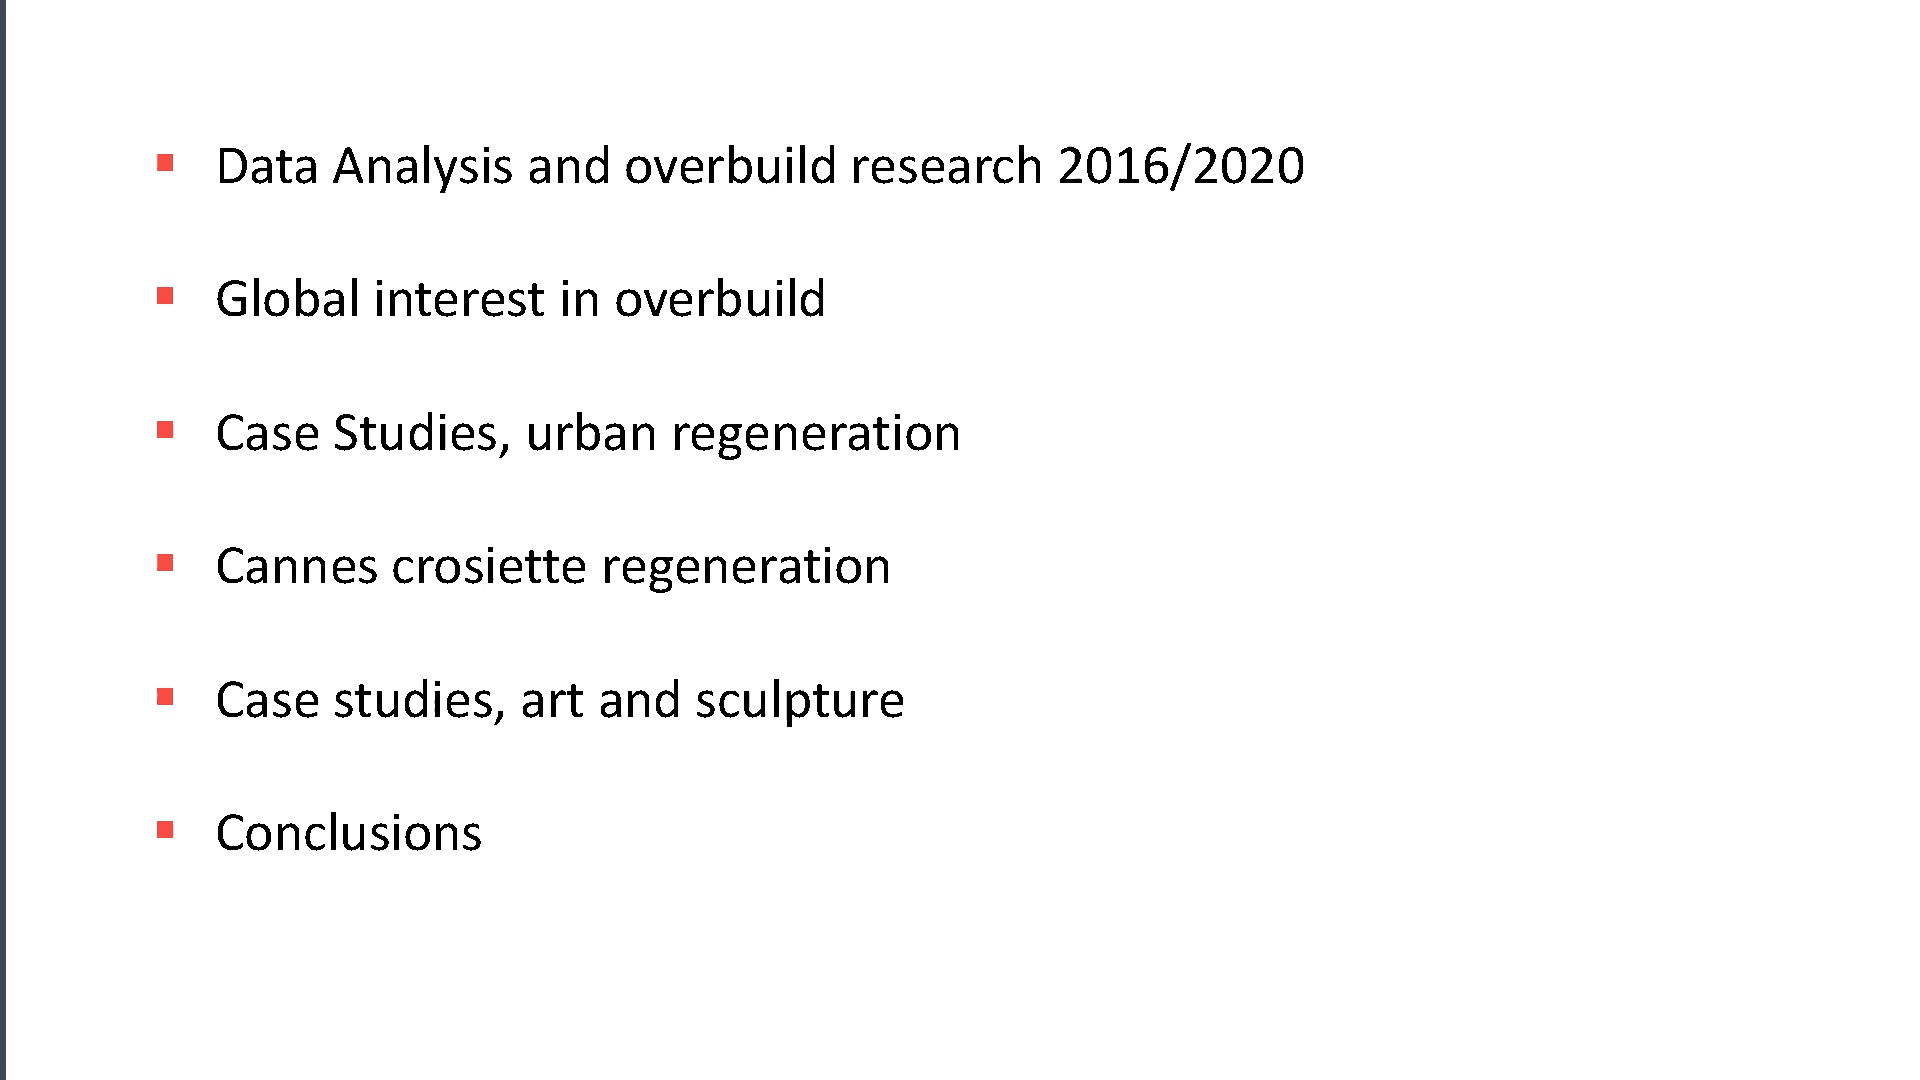 ▪ Data Analysis and overbuild research 2016/2020
▪ Global interest in overbuild
▪ Case Studies, urban regeneration
▪ Cannes crosiette regeneration
▪ Case studies, art and sculpture
▪ Conclusions